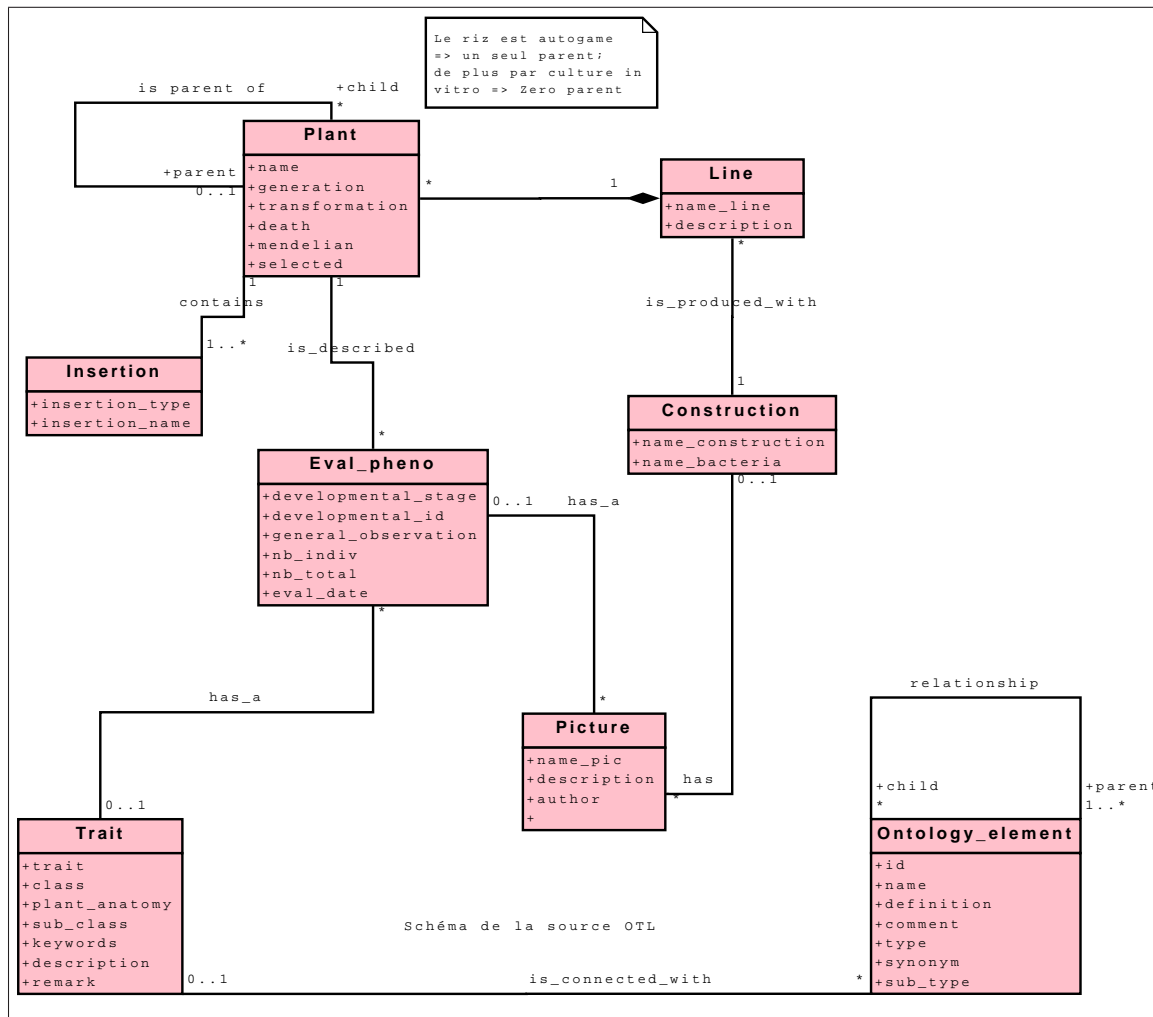 Le riz est autogame
=> un seul parent;
de plus par culture in
vitro => Zero parent
is parent of
+child
*
Plant
+name
+generation
+transformation
+death
+mendelian
+selected
+parent
0..1
*
1
Line
+name_line
+description
*
is_produced_with
1
1
1
contains
1..*
is_described
*
Insertion
+insertion_type
+insertion_name
Construction
+name_construction
+name_bacteria
0..1
Eval_pheno
+developmental_stage
+developmental_id
+general_observation
+nb_indiv
+nb_total
+eval_date
0..1
has_a
*
*
has_a
0..1
Picture
+name_pic
+description
+author
+
has
*
relationship
+child
*
+parent
1..*
Trait
+trait
+class
+plant_anatomy
+sub_class
+keywords
+description
+remark
Ontology_element
+id
+name
+definition
+comment
+type
+synonym
+sub_type
Schéma de la source OTL
0..1
is_connected_with
*